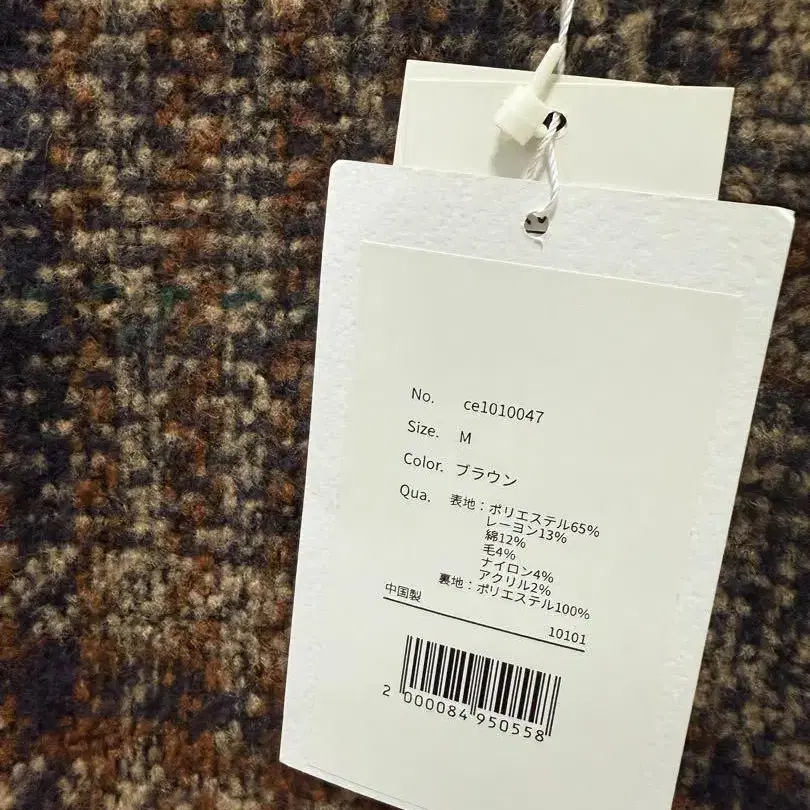 No. ce1010047
Size. M
Color. ブラウン
Qua. 表地：ポリエステル65%
レーヨン13%
綿12%
毛4%
ナイロン4%
アクリル2%
裏地：ポリエステル100%
中国製
10101
2 000084 950558